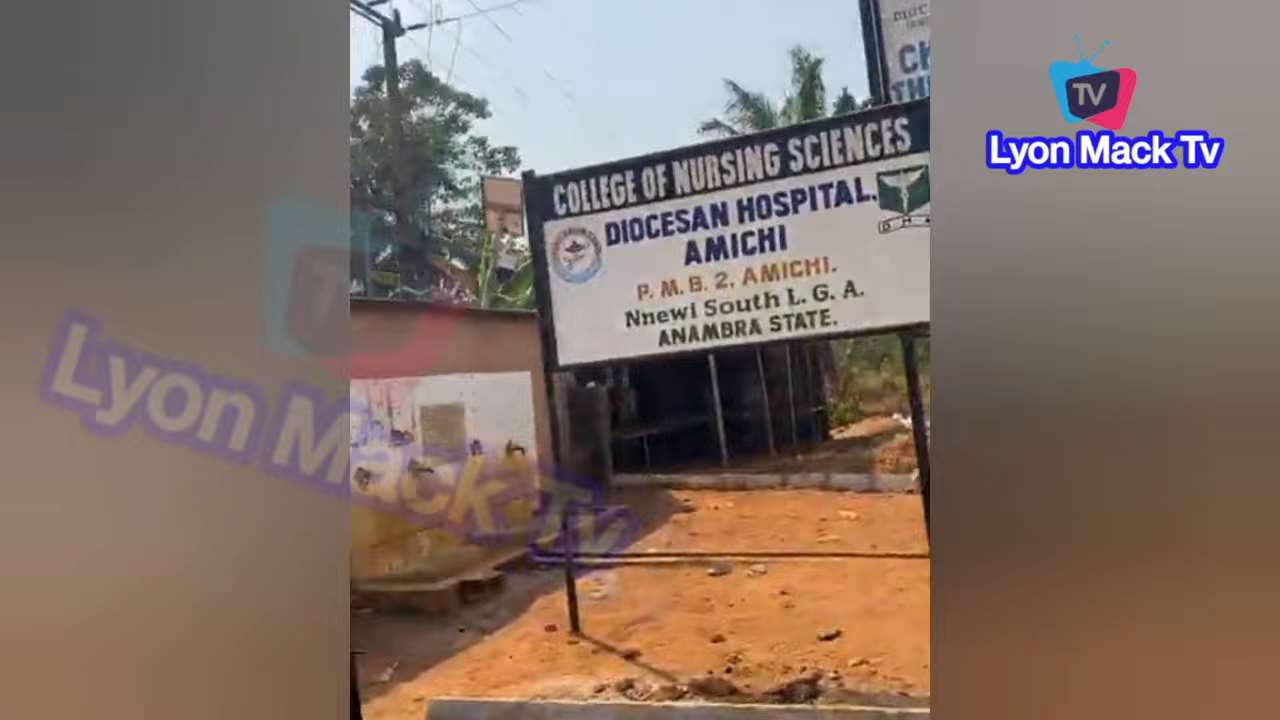 COLLEGE OF NURSING SCIENCES
DIOCESAN HOSPITAL,
AMICHI
P. M. B. 2, AMICHI.
Nnewi South L. G. A.
ANAMBRA STATE.
D H A
TV
Lyon Mack Tv
TV
Lyon Mack Tv